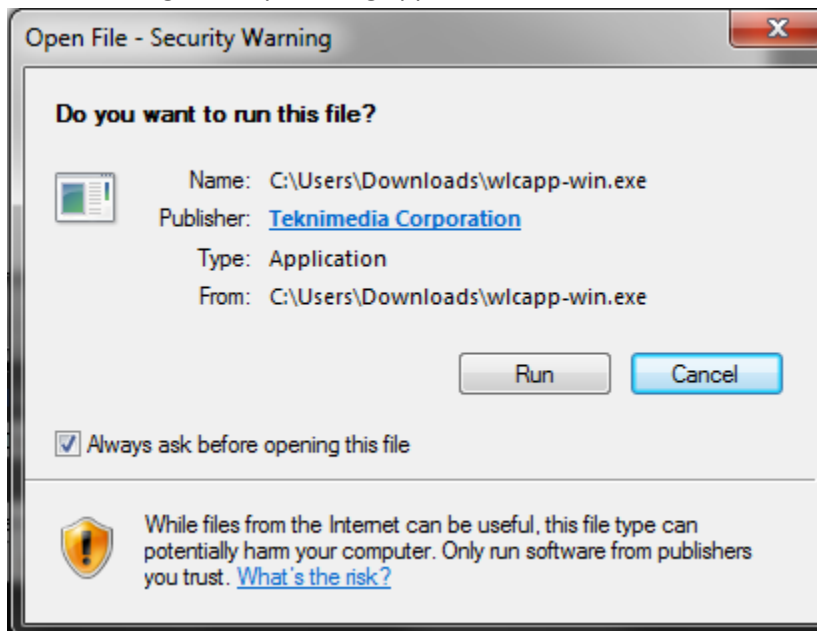 Open File - Security Warning
Do you want to run this file?
Name: C:\Users\Downloads\wlcapp-win.exe
Publisher: Teknimedia Corporation
Type: Application
From: C:\Users\Downloads\wlcapp-win.exe
Run Cancel
Always ask before opening this file
While files from the Internet can be useful, this file type can
potentially harm your computer. Only run software from publishers
you trust. What's the risk?